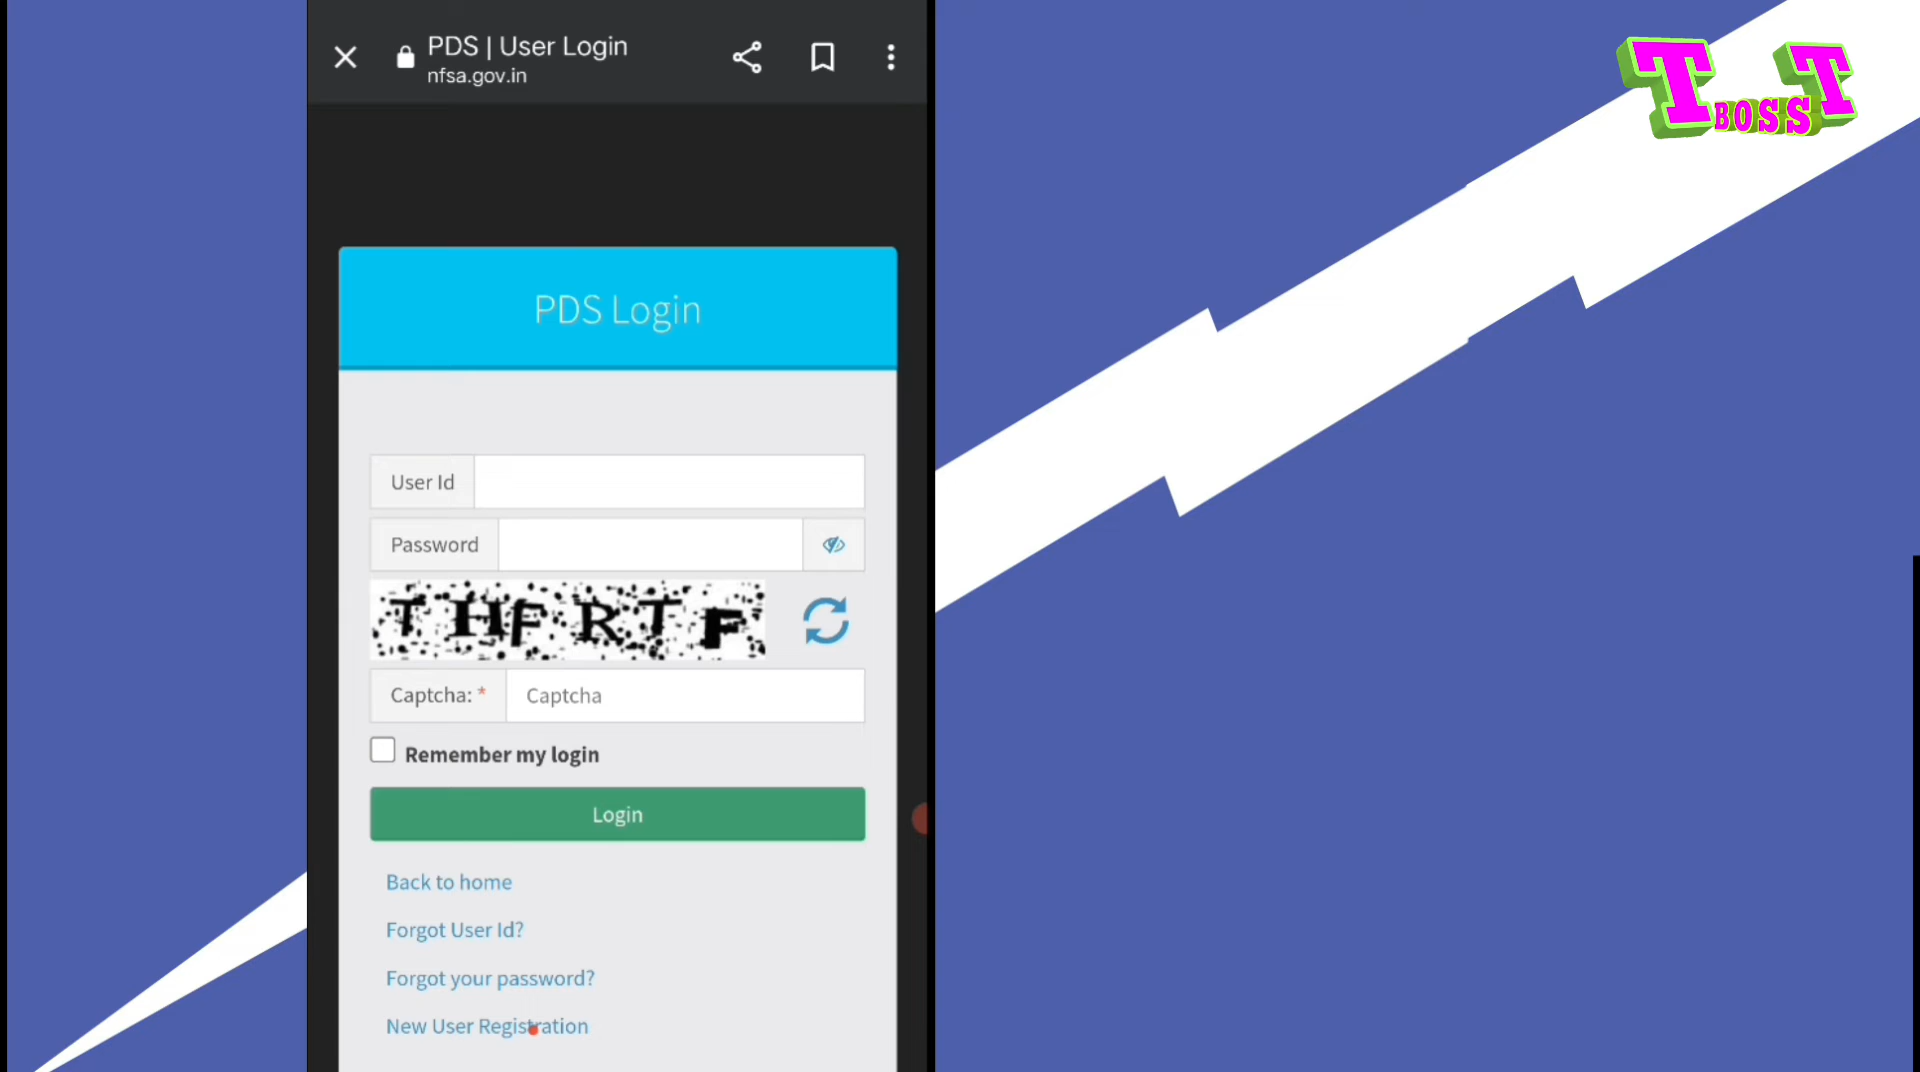 PDS | User Login
nfsa.gov.in
T BOSS T
PDS Login
User Id
Password
T H F R T F
Captcha: *
Captcha
Remember my login
Login
Back to home
Forgot User Id?
Forgot your password?
New User Registration